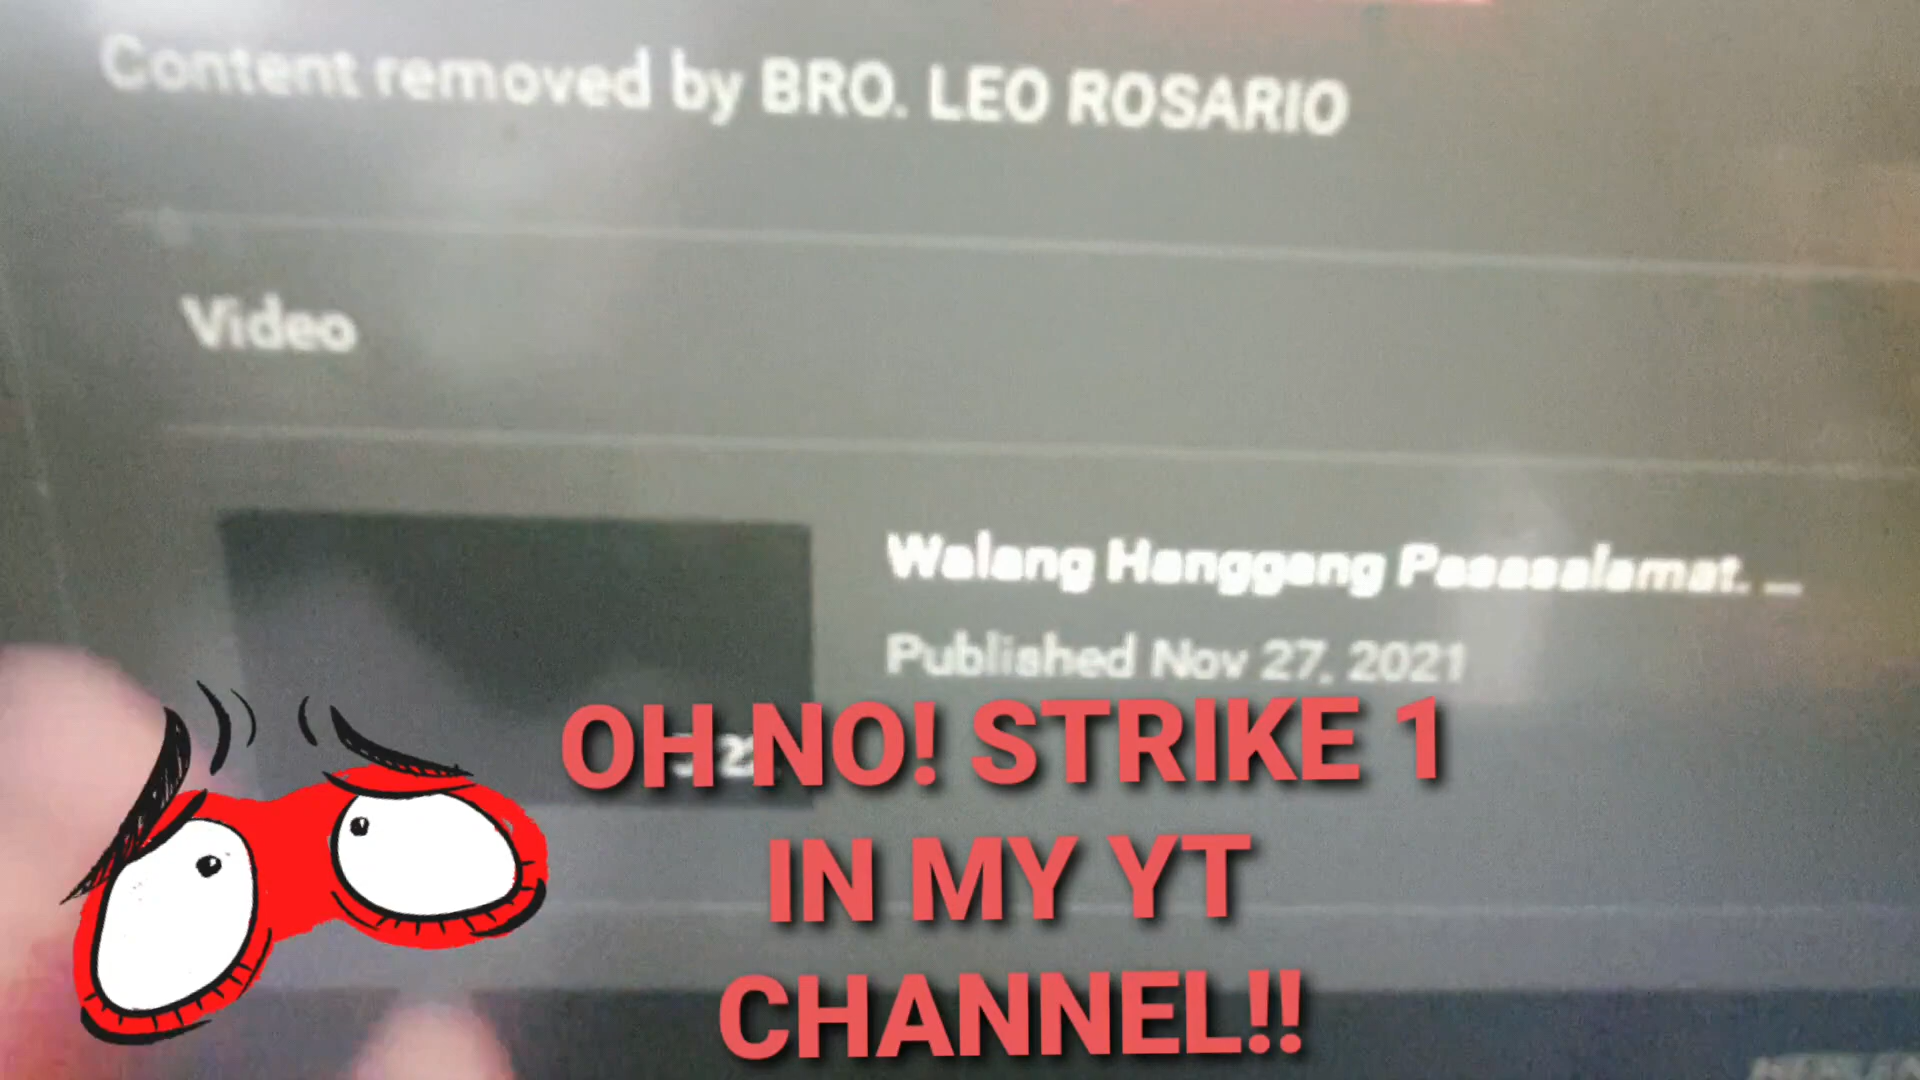 Content removed by BRO. LEO ROSARIO
Video
Walang Hanggang Pasasalamat. ...
Published Nov 27, 2021
OH NO! STRIKE 1
IN MY YT
CHANNEL!!